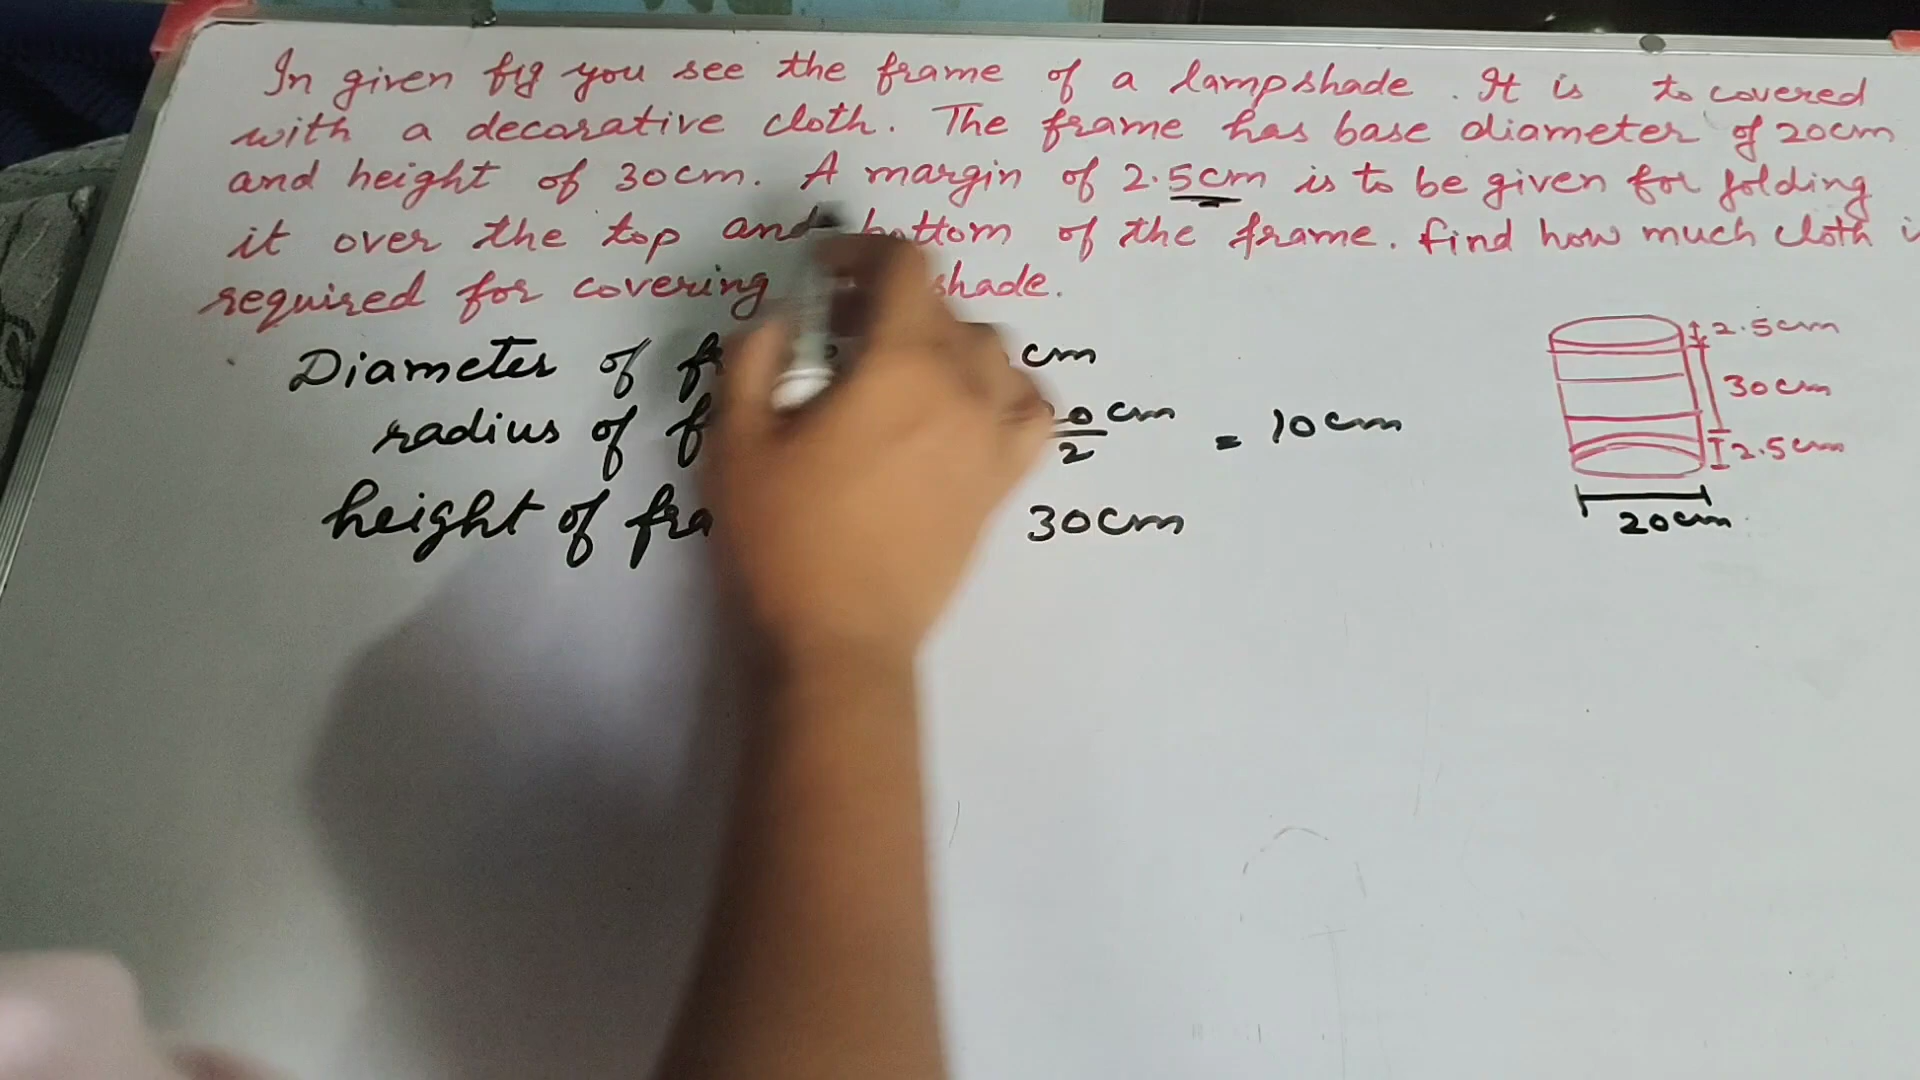 In given fig you see the frame of a lampshade. It is to covered
with a decorative cloth. The frame has base diameter of 20cm
and height of 30cm. A margin of 2.5cm is to be given for folding
it over the top and bottom of the frame. find how much cloth i
required for covering shade.
Diameter of cm
radius of cm = 10cm
2
height of 30cm
2.5cm
30cm
2.5cm
20cm